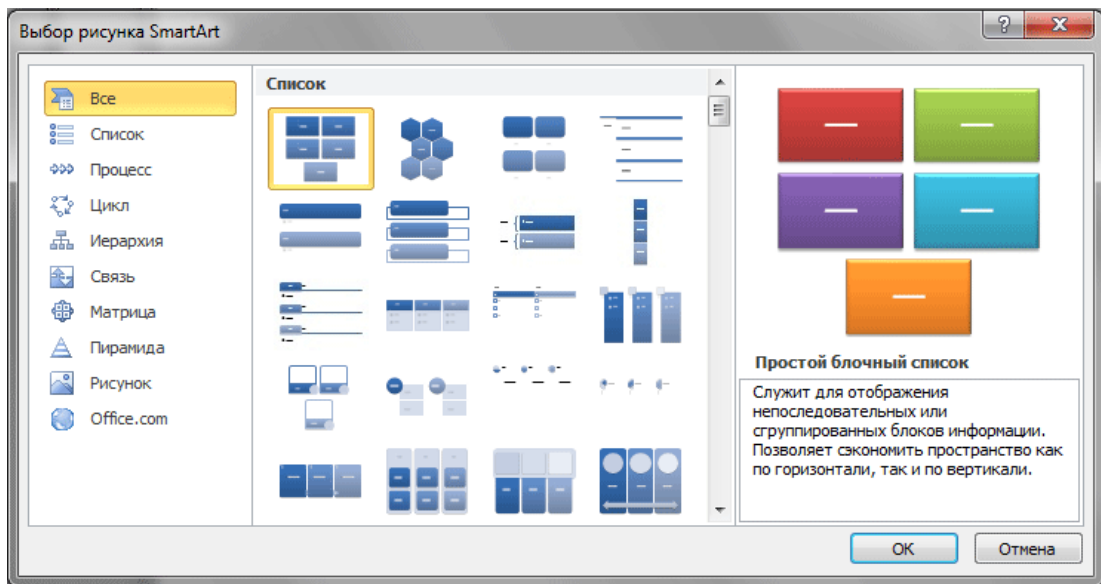 Выбор рисунка SmartArt
Все
Список
Процесс
Цикл
Иерархия
Связь
Матрица
Пирамида
Рисунок
Office.com
Список
Простой блочный список
Служит для отображения
непоследовательных или
сгруппированных блоков информации.
Позволяет сэкономить пространство как
по горизонтали, так и по вертикали.
ОК
Отмена